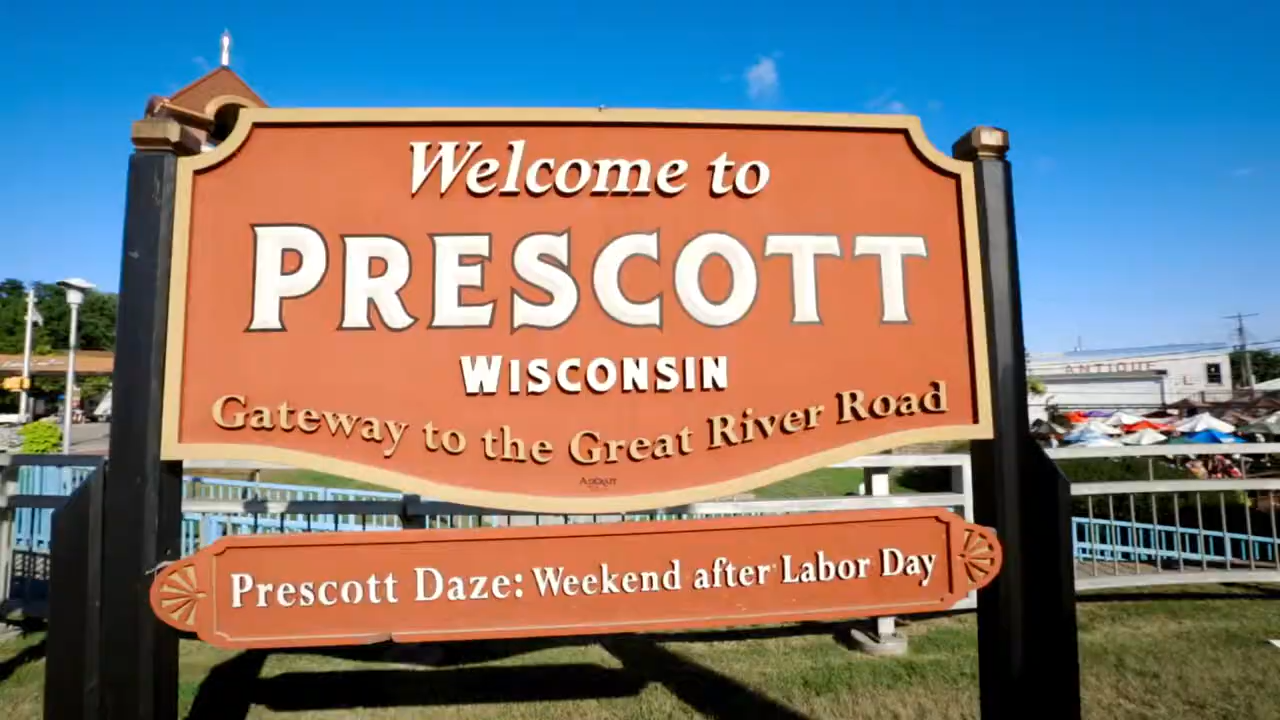 Welcome to
PRESCOTT
WISCONSIN
Gateway to the Great River Road
Prescott Daze: Weekend after Labor Day
ANTIQUE